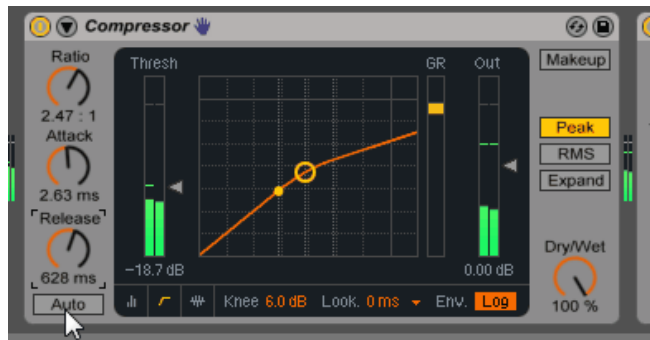 Compressor
Ratio
2.47 : 1
Attack
2.63 ms
Release
628 ms
Auto
Thresh
-18.7 dB
GR
Out
0.00 dB
Knee 6.0 dB Look. 0 ms Env. Log
Makeup
Peak
RMS
Expand
Dry/Wet
100 %